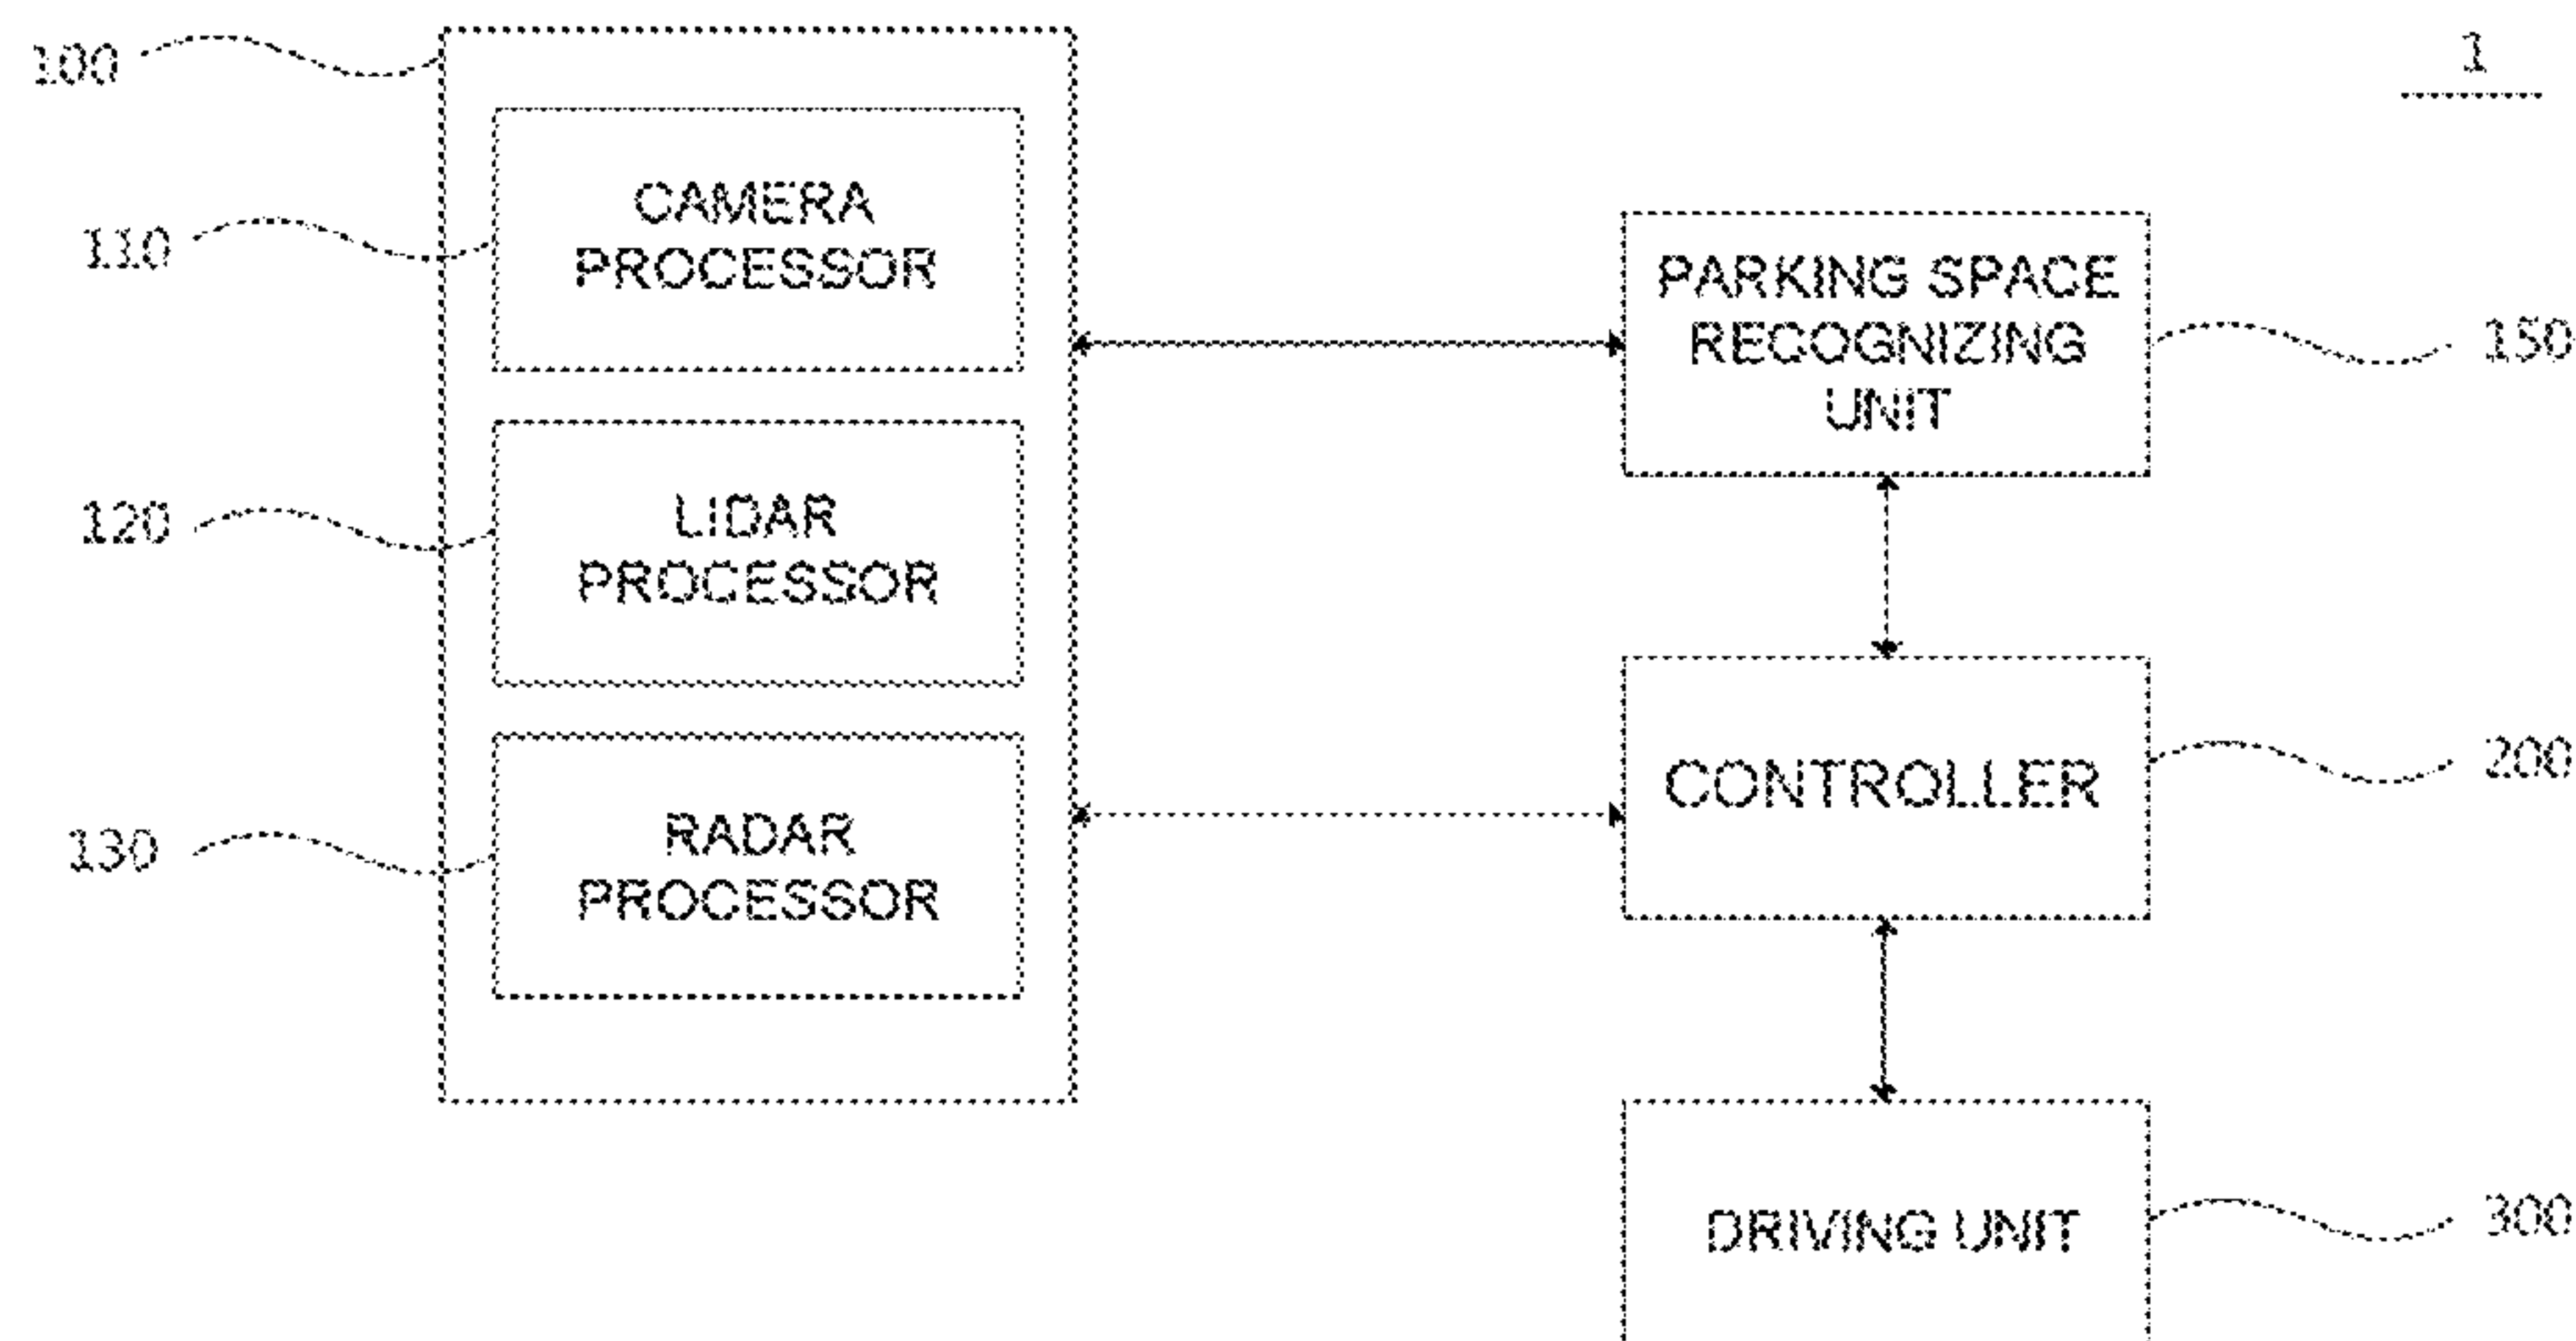 100
1
CAMERA
PROCESSOR
110
PARKING SPACE
RECOGNIZING
UNIT
150
LIDAR
PROCESSOR
120
CONTROLLER
200
RADAR
PROCESSOR
130
DRIVING UNIT
300